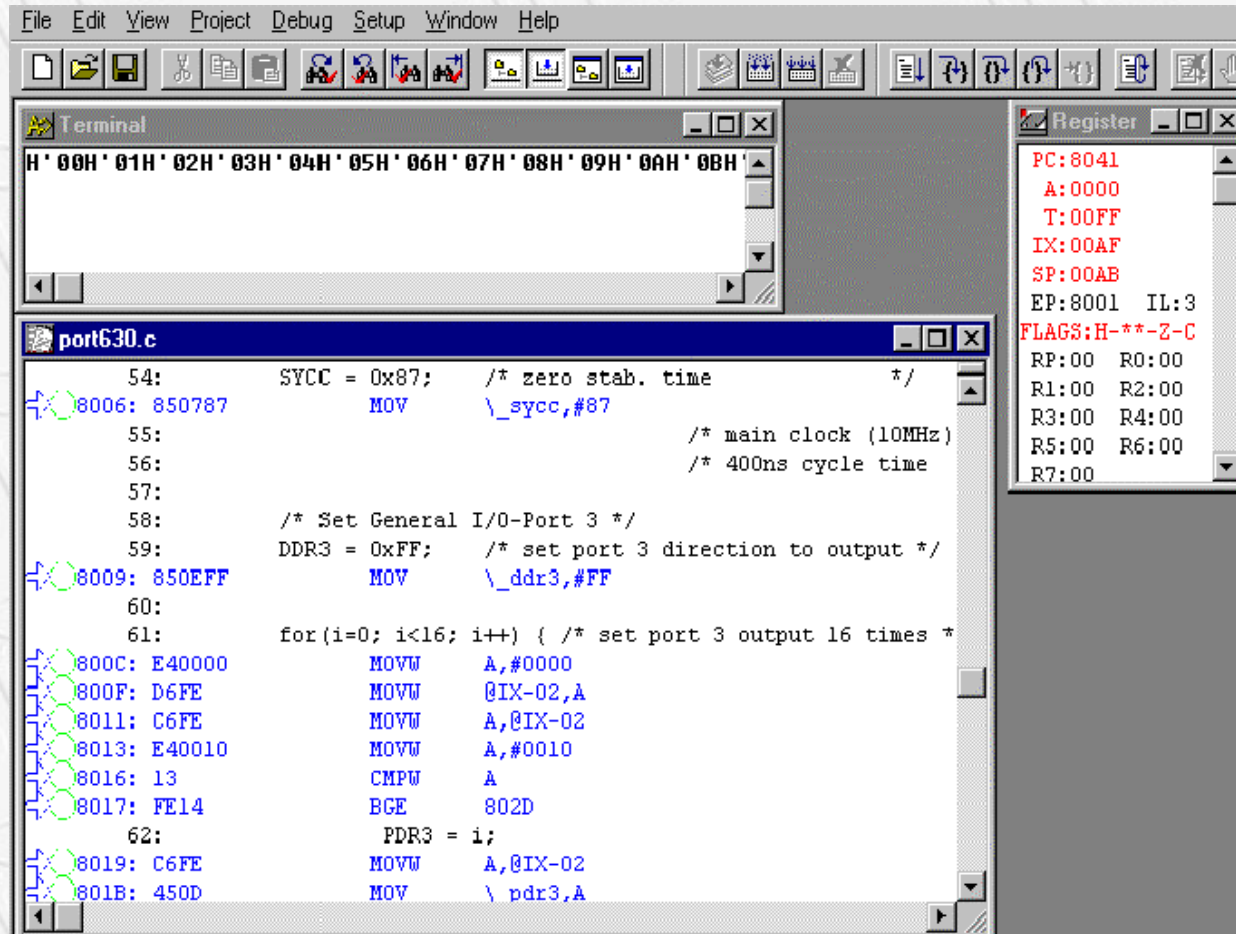 File Edit View Project Debug Setup Window Help
Terminal
H'00H'01H'02H'03H'04H'05H'06H'07H'08H'09H'0AH'0BH'
Register
PC:8041
A:0000
T:00FF
IX:00AF
SP:00AB
EP:8001 IL:3
FLAGS:H-**-Z-C
RP:00 R0:00
R1:00 R2:00
R3:00 R4:00
R5:00 R6:00
R7:00
port630.c
54: SYCC = 0x87; /* zero stab. time */
8006: 850787 MOV \_sycc,#87
55: /* main clock (10MHz)
56: /* 400ns cycle time
57:
58: /* Set General I/O-Port 3 */
59: DDR3 = 0xFF; /* set port 3 direction to output */
8009: 850EFF MOV \_ddr3,#FF
60:
61: for(i=0; i<16; i++) { /* set port 3 output 16 times *
800C: E40000 MOVW A,#0000
800F: D6FE MOVW @IX-02,A
8011: C6FE MOVW A,@IX-02
8013: E40010 MOVW A,#0010
8016: 13 CMPW A
8017: FE14 BGE 802D
62: PDR3 = i;
8019: C6FE MOVW A,@IX-02
801B: 450D MOV \_pdr3,A